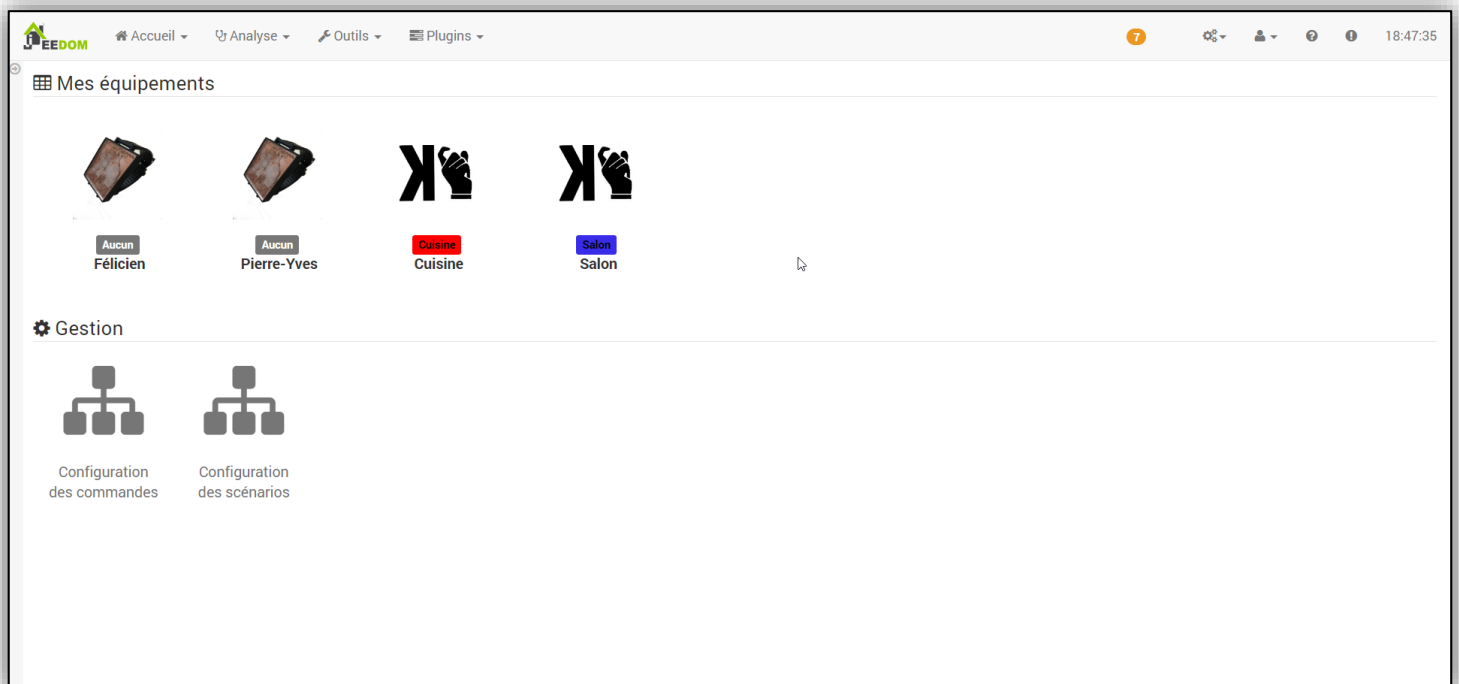 JEEDOM Accueil Analyse Outils Plugins 7 18:47:35
Mes équipements
Aucun Aucun Cuisine Salon
Félicien Pierre-Yves Cuisine Salon
Gestion
Configuration Configuration
des commandes des scénarios